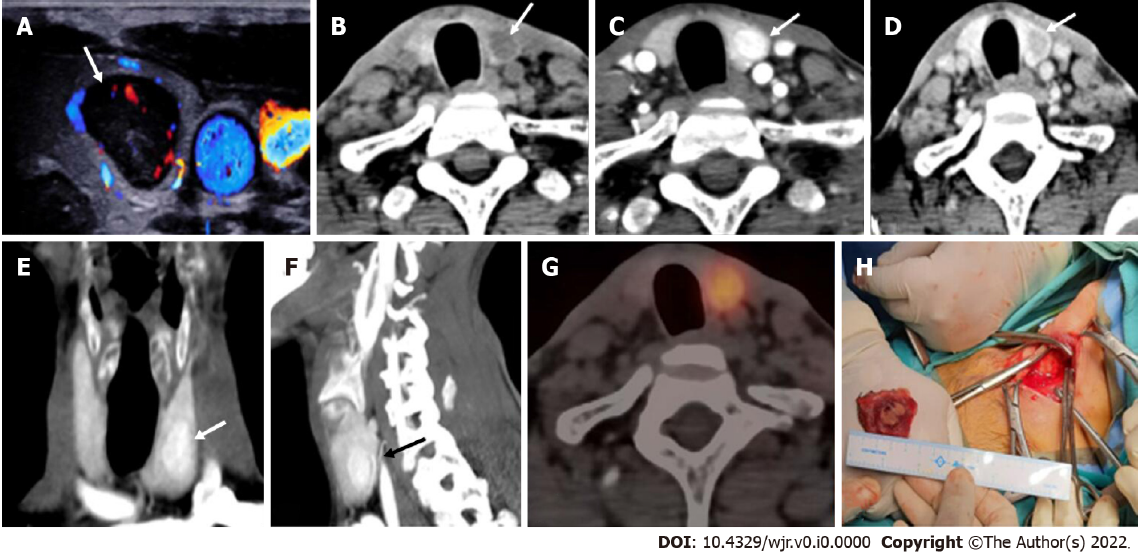 A
B
C
D
E
F
G
H
DOI: 10.4329/wjr.v0.i0.0000 Copyright ©The Author(s) 2022.